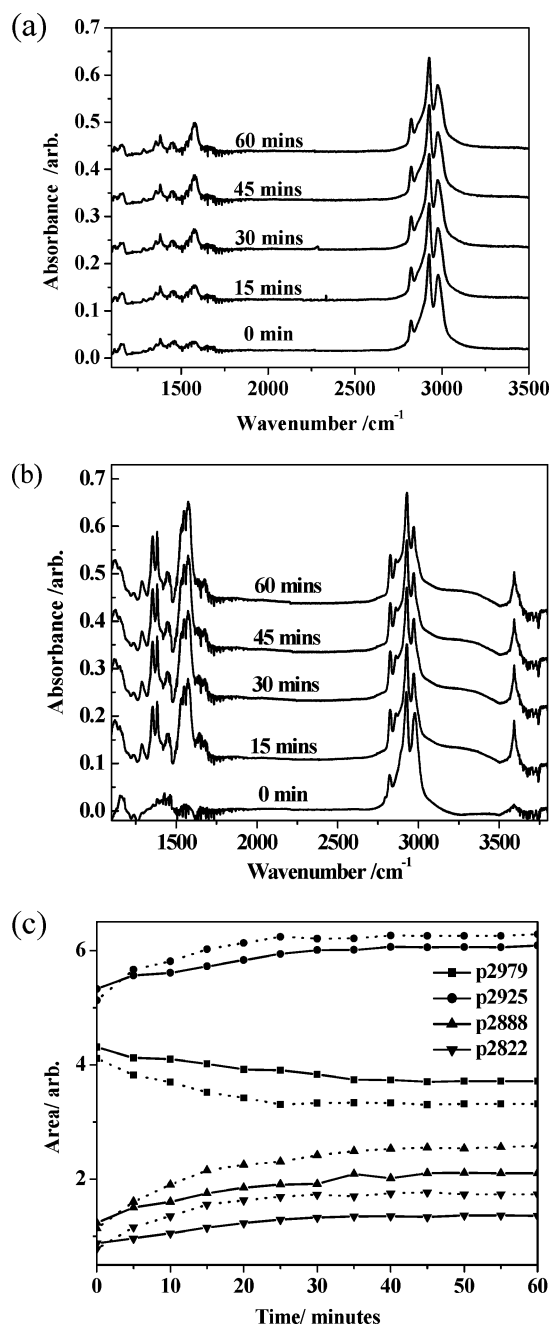 (a)
0.7
0.6
0.5
0.4
0.3
0.2
0.1
0.0
Absorbance /arb.
60 mins
45 mins
30 mins
15 mins
0 min
1500 2000 2500 3000 3500
Wavenumber /cm-1
(b)
0.7
0.6
0.5
0.4
0.3
0.2
0.1
0.0
Absorbance /arb.
60 mins
45 mins
30 mins
15 mins
0 min
1500 2000 2500 3000 3500
Wavenumber /cm-1
(c)
6
4
2
Area/ arb.
p2979
p2925
p2888
p2822
0 10 20 30 40 50 60
Time/ minutes